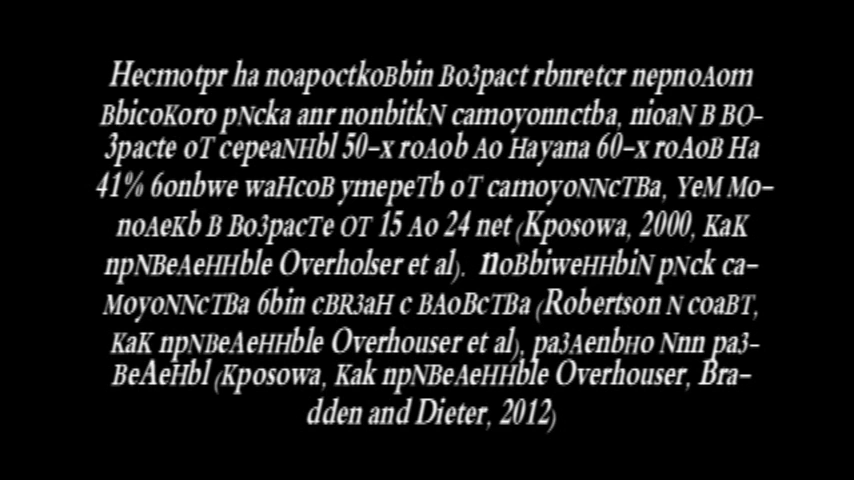 Hecmotpr ha noapoctkoBbin Bo3pact rbnretcr nepnoAom
BbicoKoro pNcka anr nonbitkN camoyonnctba, nioaN B BO-
3pacte oT cepeaNHbl 50-x roAob Ao Hayana 60-x roAoB Ha
41% 6onbwe waHcoB ymepeTb oT camoyoNNcTBa, YeM Mo-
noAeKb B Bo3pacTe OT 15 Ao 24 net (Kposowa, 2000, KaK
npNBeAeHHble Overholser et al). noBbiweHHbiN pNck ca-
MoyoNNcTBa 6bin cBR3aH c BAoBcTBa (Robertson N coaBT,
KaK npNBeAeHHble Overhouser et al), pa3AenbHo Nnn pa3-
BeAeHbl (Kposowa, Kak npNBeAeHHble Overhouser, Bra-
dden and Dieter, 2012)